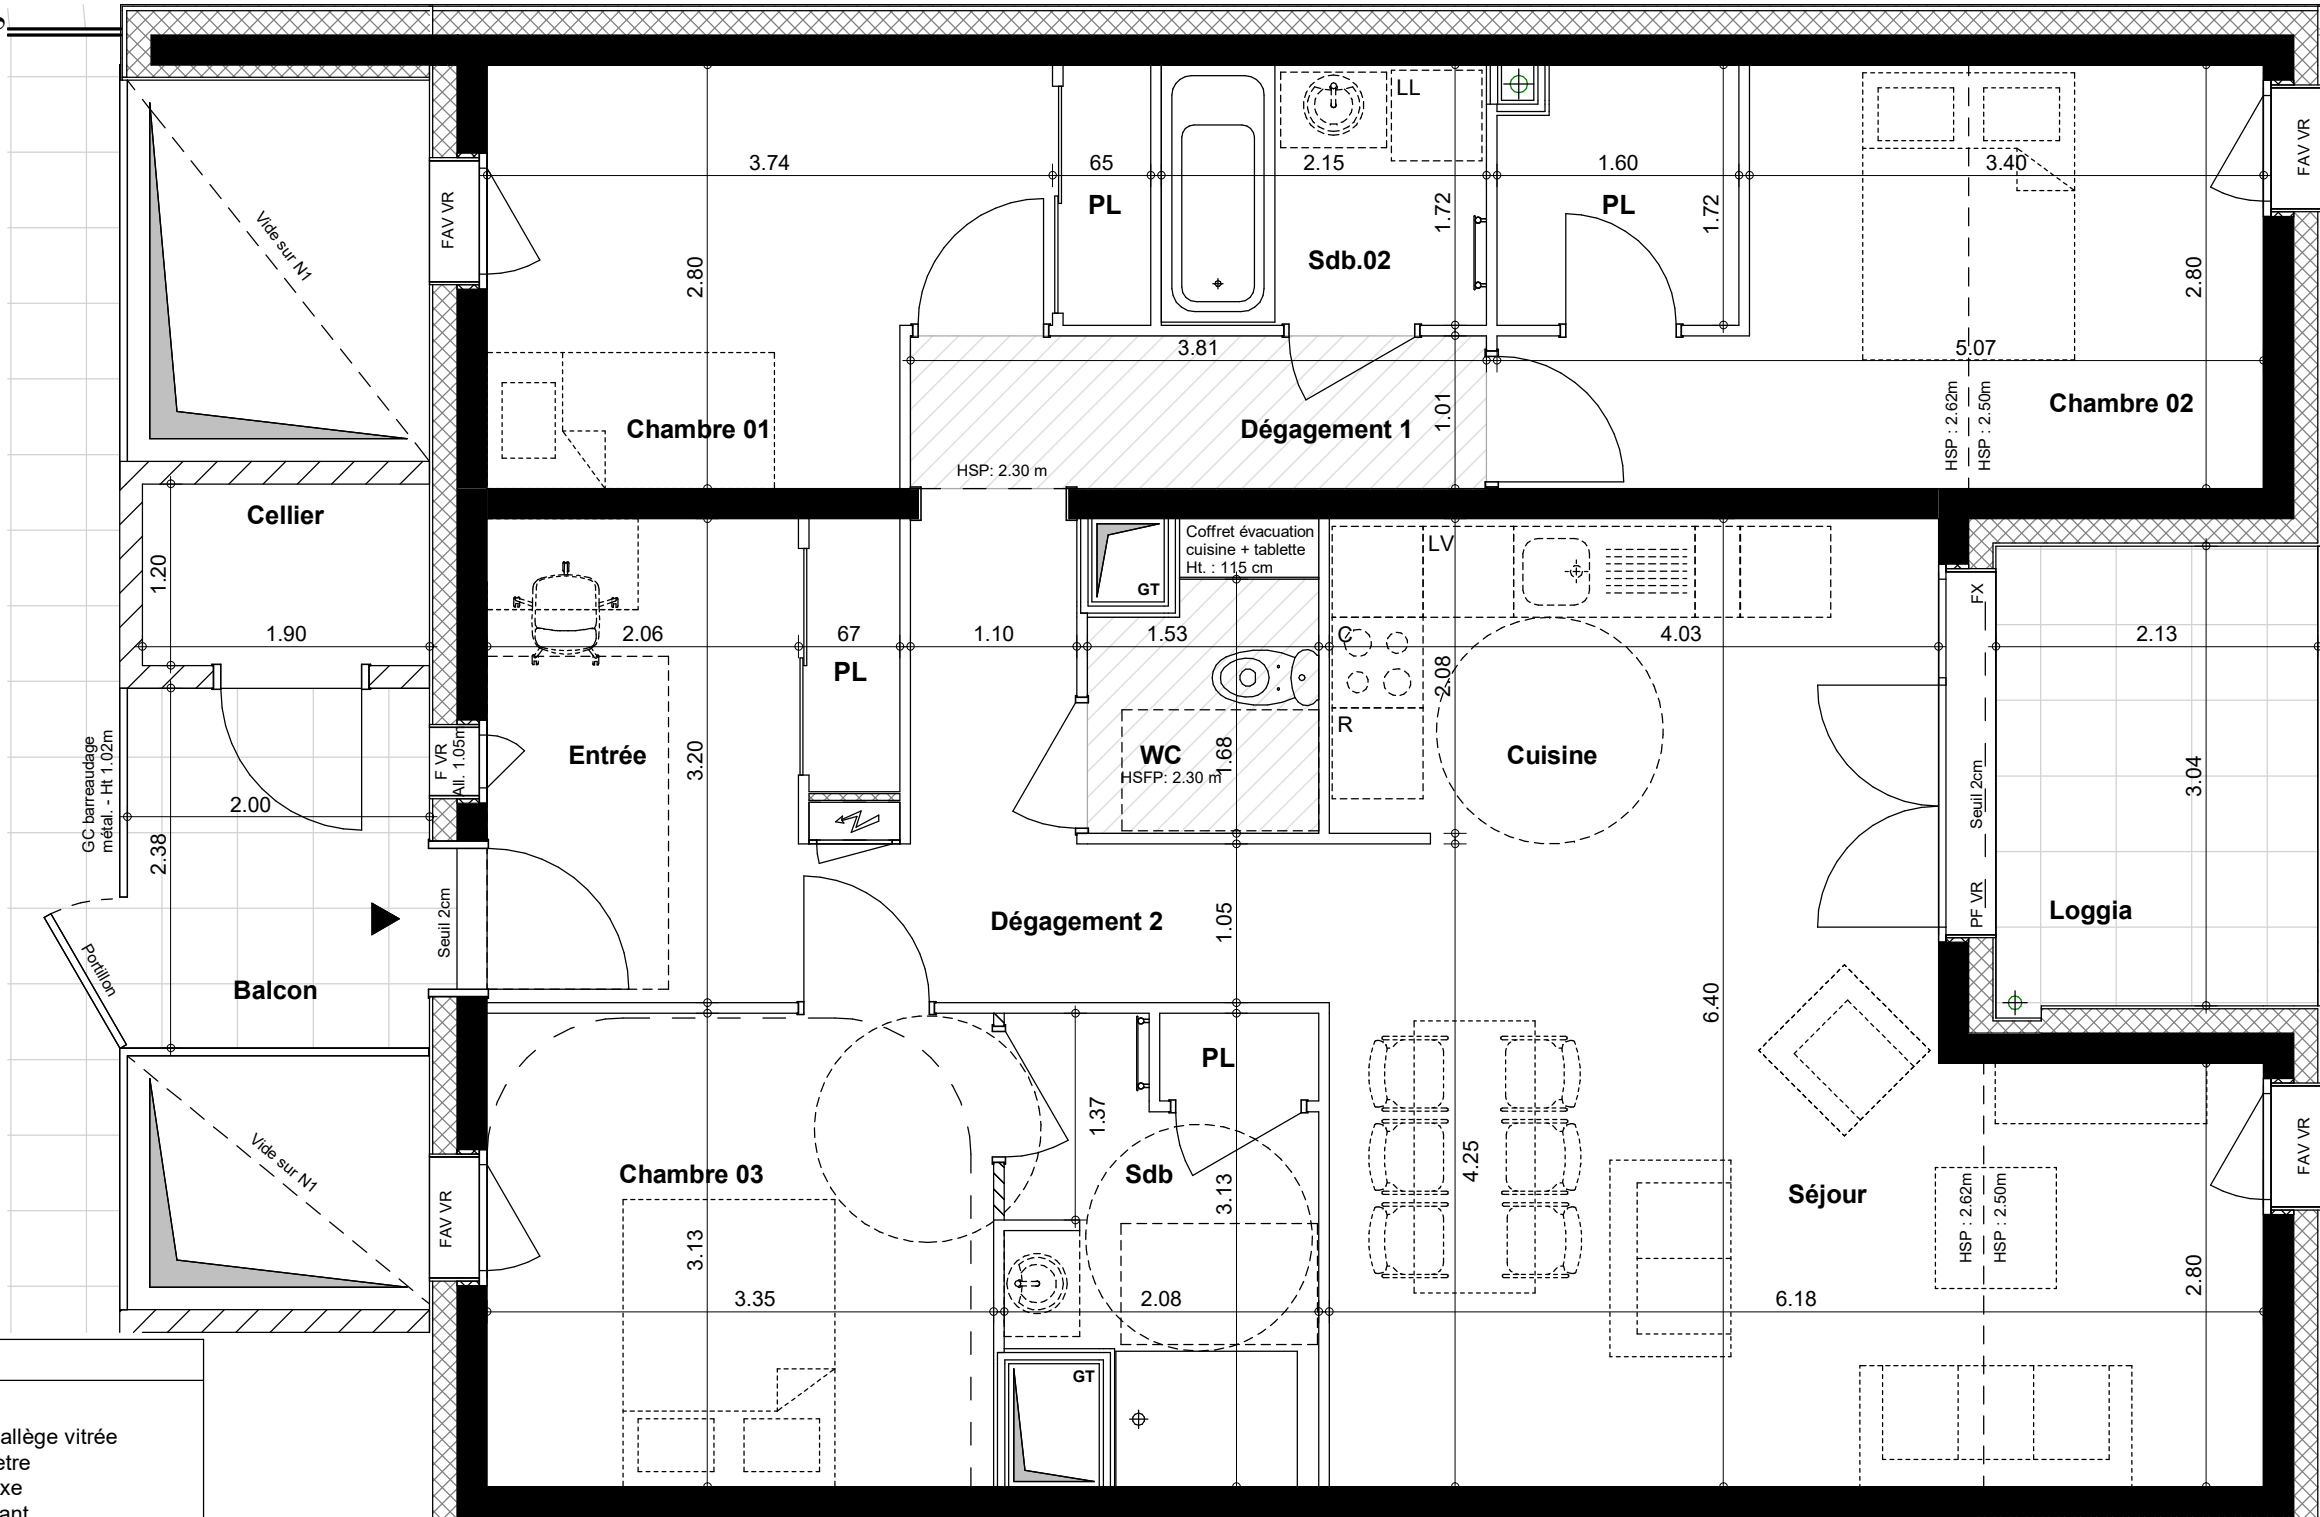 3.74
65
2.15
1.60
3.40
LL
FAV VR
FAV VR
Vide sur N1
PL
PL
1.72
1.72
2.80
2.80
Sdb.02
3.81
5.07
Chambre 01
Dégagement 1
1.01
Chambre 02
HSP : 2.62m
HSP : 2.50m
HSP: 2.30 m
Cellier
1.20
1.90
Coffret évacuation
cuisine + tablette
Ht. : 115 cm
GT
LV
FX
2.06
67
1.10
1.53
C
4.03
2.13
PL
2.08
R
GC barreaudage
métal. - Ht 1.02m
F VR
All. 1.05m
Entrée
3.20
WC
1.68
HSFP: 2.30 m
Cuisine
Seuil 2cm
3.04
2.00
2.38
PF VR
Loggia
Seuil 2cm
Dégagement 2
1.05
Portillon
Balcon
6.40
PL
1.37
Vide sur N1
Chambre 03
Sdb
3.13
4.25
Séjour
HSP : 2.62m
HSP : 2.50m
FAV VR
FAV VR
3.13
2.80
3.35
2.08
6.18
GT
allège vitrée